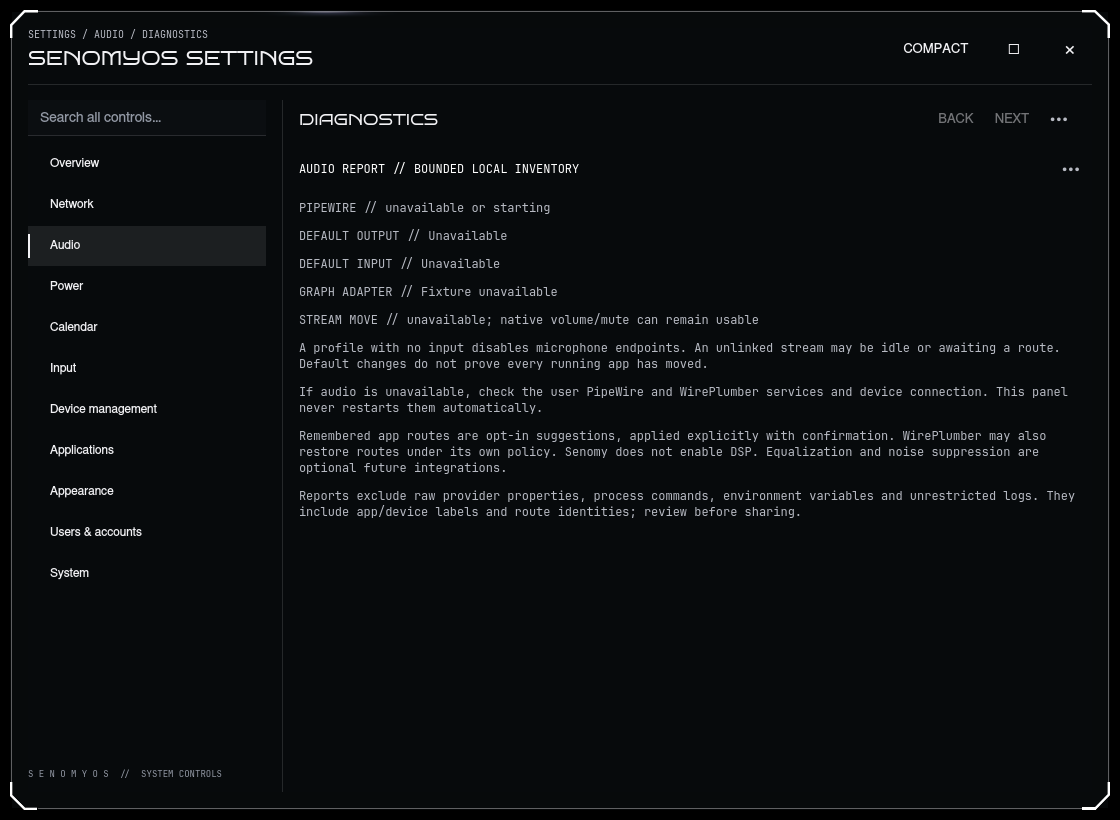 SETTINGS / AUDIO / DIAGNOSTICS
SENOMYOS SETTINGS
COMPACT
Search all controls...
Overview
Network
Audio
Power
Calendar
Input
Device management
Applications
Appearance
Users & accounts
System
SENOMYOS // SYSTEM CONTROLS
DIAGNOSTICS
BACK NEXT
AUDIO REPORT // BOUNDED LOCAL INVENTORY
PIPEWIRE // unavailable or starting
DEFAULT OUTPUT // Unavailable
DEFAULT INPUT // Unavailable
GRAPH ADAPTER // Fixture unavailable
STREAM MOVE // unavailable; native volume/mute can remain usable
A profile with no input disables microphone endpoints. An unlinked stream may be idle or awaiting a route.
Default changes do not prove every running app has moved.
If audio is unavailable, check the user PipeWire and WirePlumber services and device connection. This panel
never restarts them automatically.
Remembered app routes are opt-in suggestions, applied explicitly with confirmation. WirePlumber may also
restore routes under its own policy. Senomy does not enable DSP. Equalization and noise suppression are
optional future integrations.
Reports exclude raw provider properties, process commands, environment variables and unrestricted logs. They
include app/device labels and route identities; review before sharing.